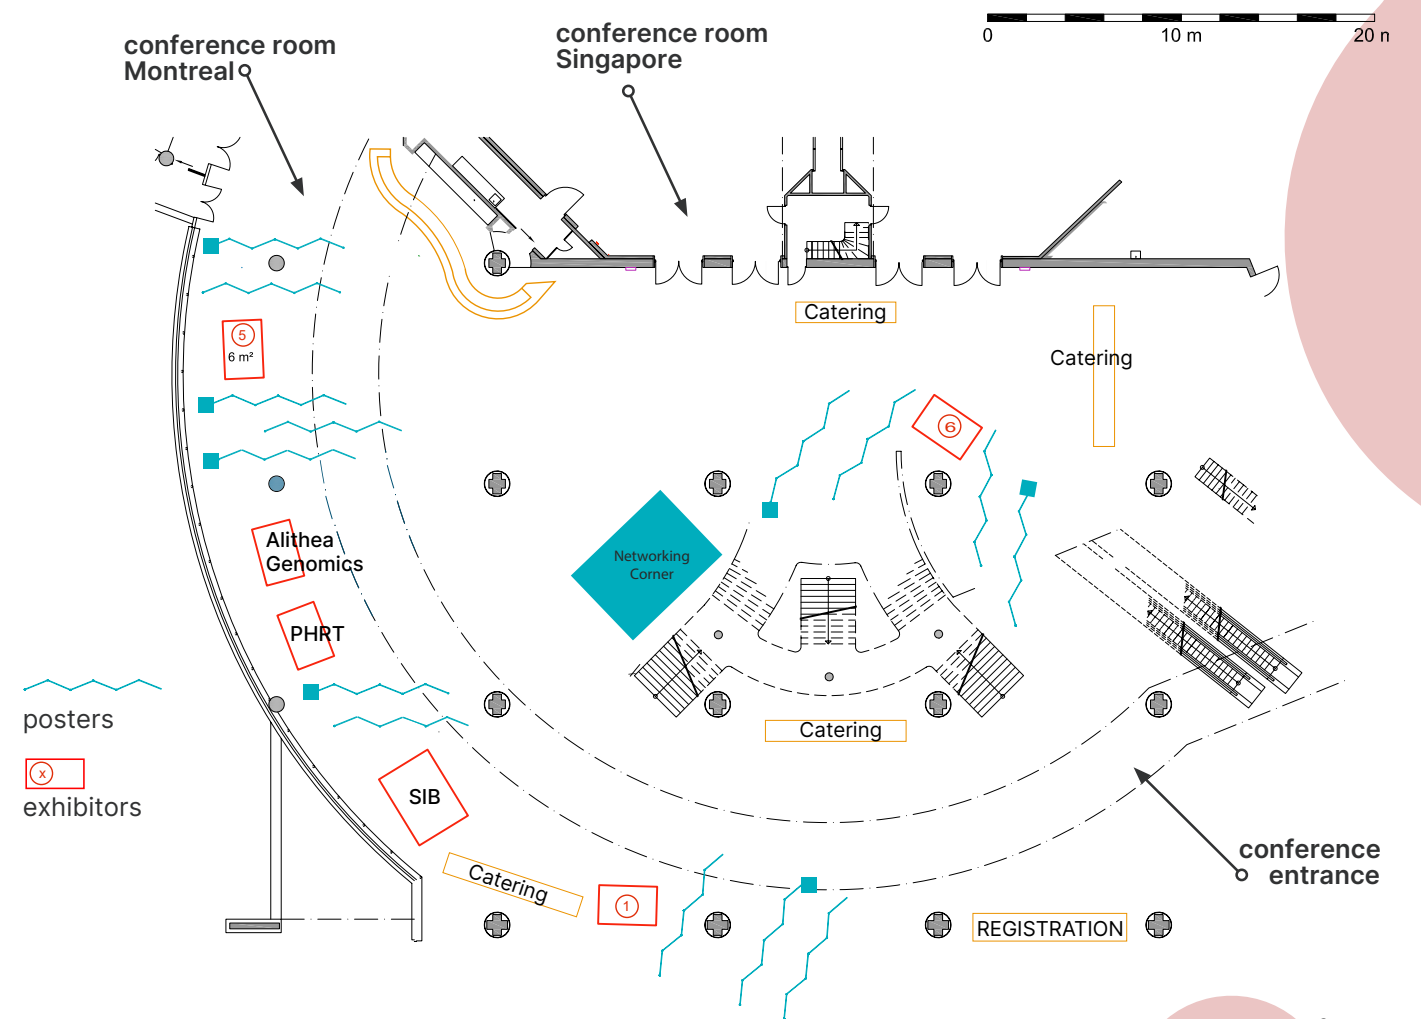 conference room
Montreal
conference room
Singapore
0
10 m
20 n
Catering
Catering
5
6 m²
6
Alithea
Genomics
Networking
Corner
PHRT
posters
x
exhibitors
Catering
SIB
Catering
1
REGISTRATION
conference
entrance